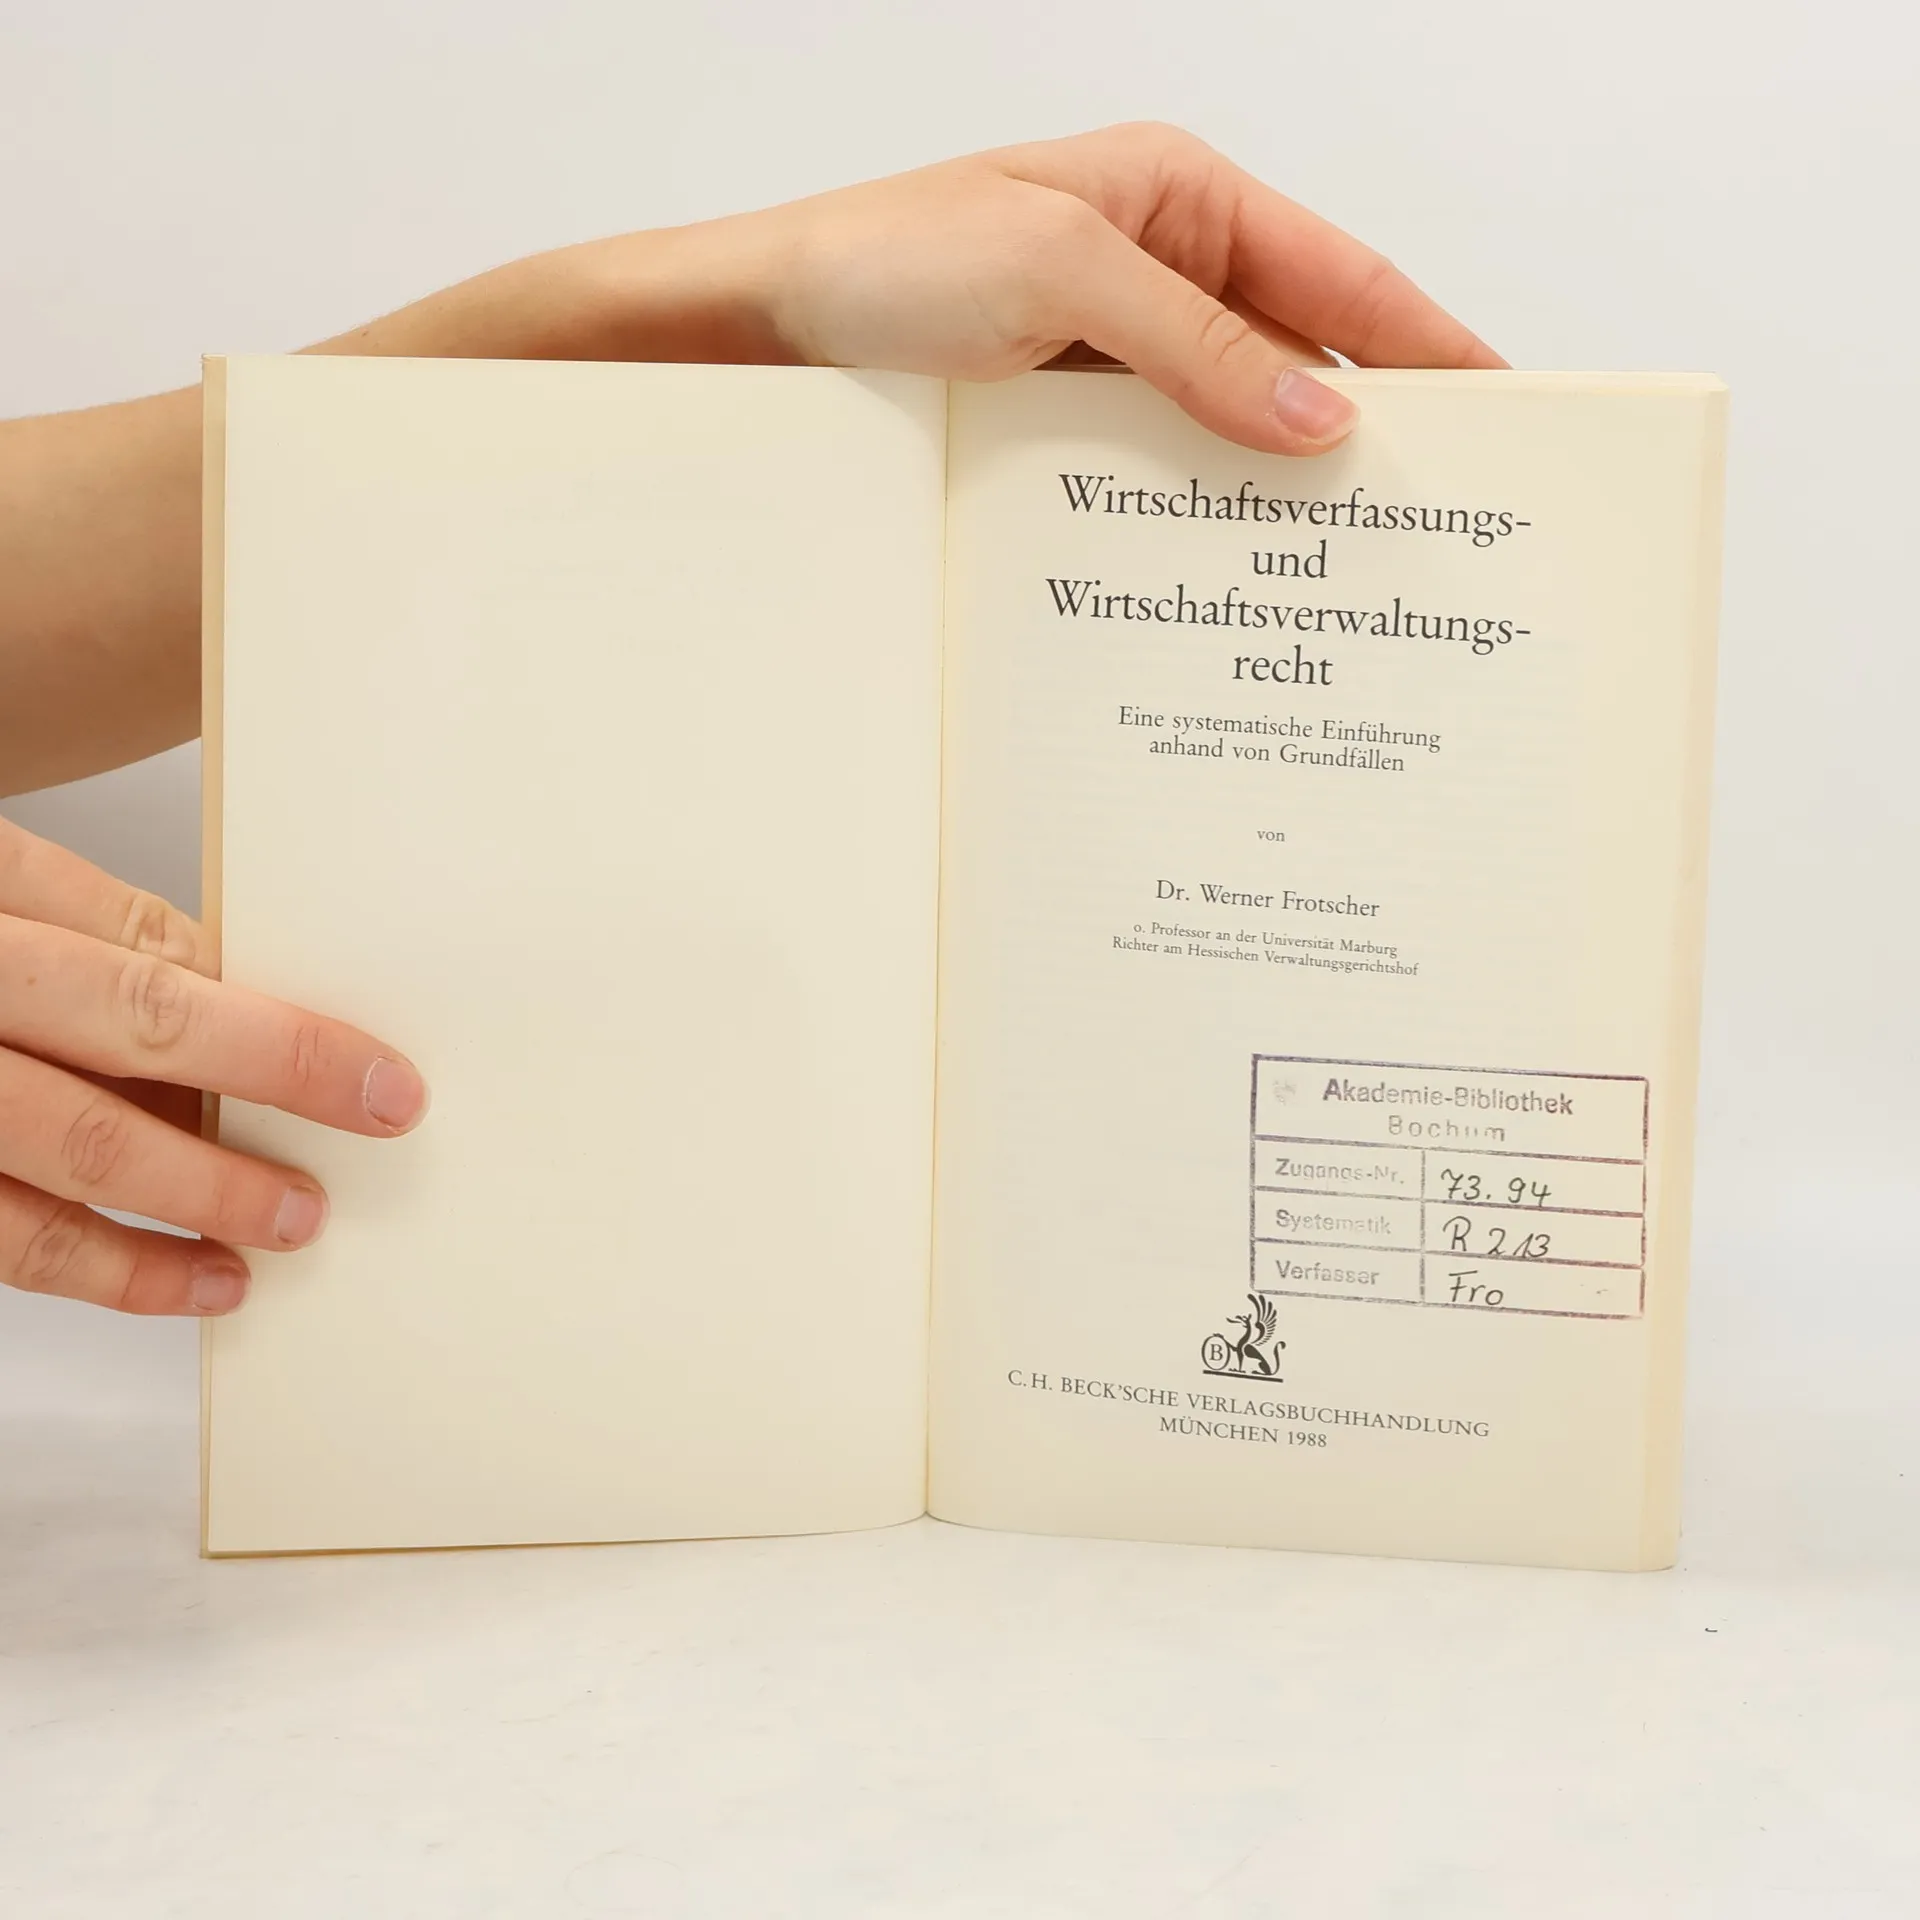 Wirtschaftsverfassungs-
und
Wirtschaftsverwaltungs-
recht
Eine systematische Einführung
anhand von Grundfällen
von
Dr. Werner Frotscher
o. Professor an der Universität Marburg
Richter am Hessischen Verwaltungsgerichtshof
Akademie-Bibliothek
Bochum
Zugangs-Nr. 73. 94
Systematik R 213
Verfasser Fro
B
C. H. BECK'SCHE VERLAGSBUCHHANDLUNG
MÜNCHEN 1988